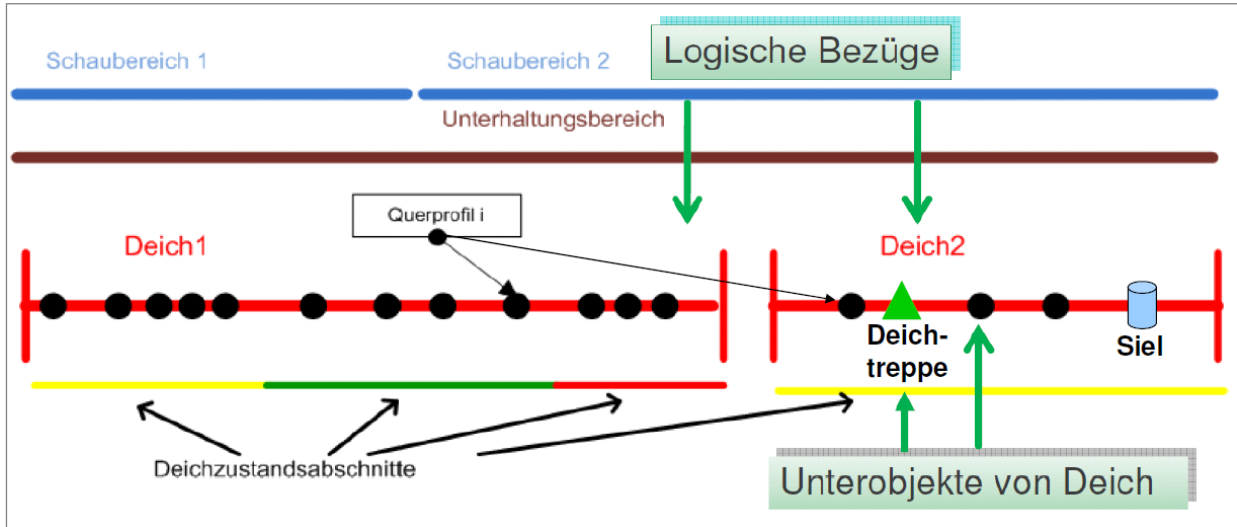 Schaubereich 1
Schaubereich 2
Logische Bezüge
Unterhaltungsbereich
Querprofil i
Deich1
Deich2
Deich-
treppe
Siel
Deichzustandsabschnitte
Unterobjekte von Deich